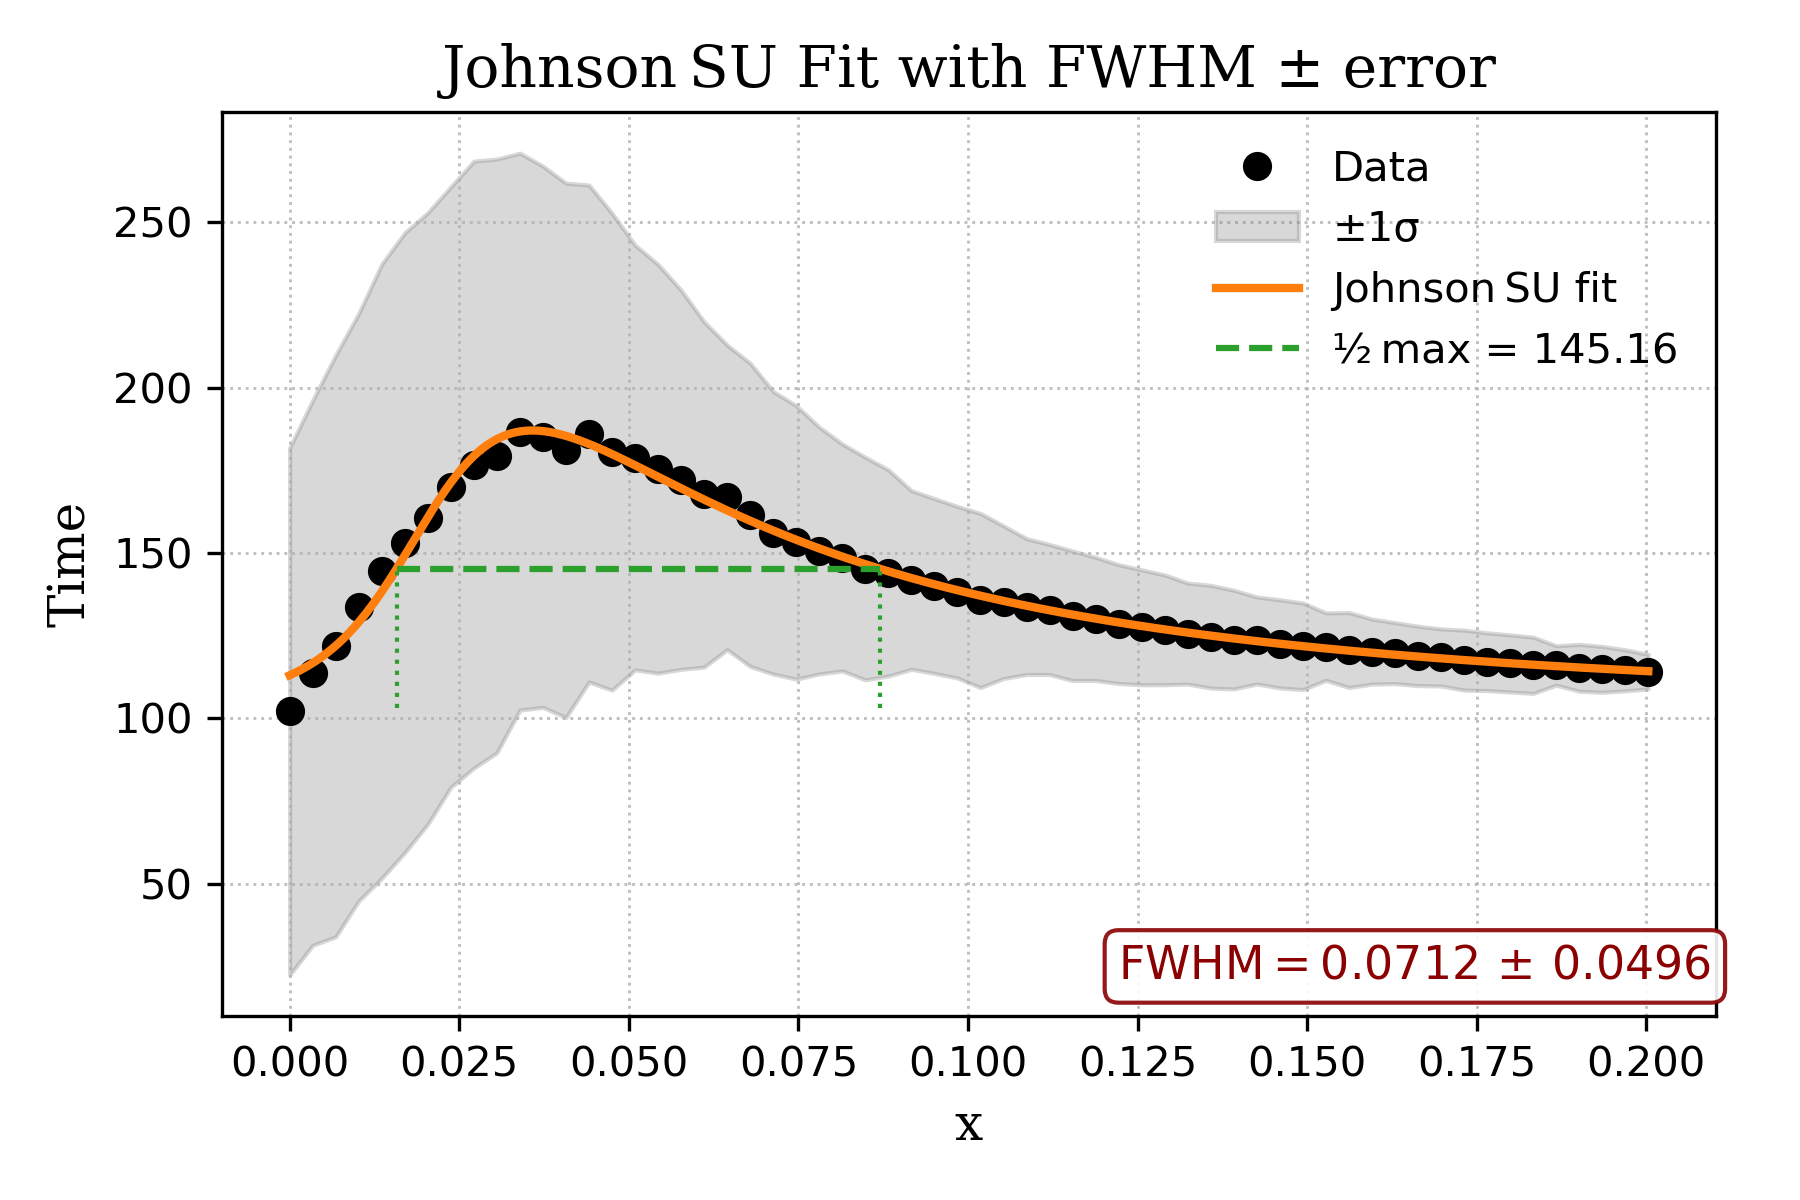 Johnson SU Fit with FWHM ± error
Data
±1σ
Johnson SU fit
½ max = 145.16
250
200
150
100
50
Time
FWHM = 0.0712 ± 0.0496
0.000 0.025 0.050 0.075 0.100 0.125 0.150 0.175 0.200
x